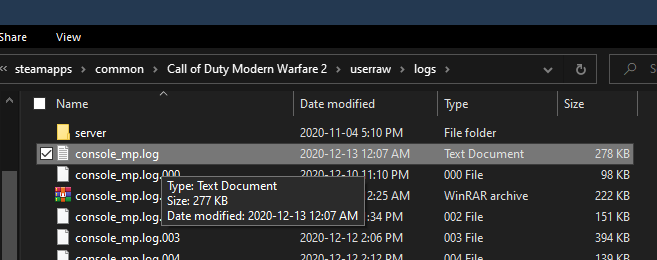 Share View
steamapps > common > Call of Duty Modern Warfare 2 > userraw > logs >
Name Date modified Type Size
server 2020-11-04 5:10 PM File folder
console_mp.log 2020-12-13 12:07 AM Text Document 278 KB
console_mp.log.000 11:10 PM 000 File 98 KB
Type: Text Document
console_mp 2:25 AM WinRAR archive 222 KB
Size: 277 KB
Date modified: 2020-12-13 12:07 AM
console_mp :34 PM 002 File 151 KB
console_mp.log.003 2020-12-12 2:06 PM 003 File 394 KB
console_mp.log.004 2020-12-12 2:12 PM 004 File 139 KB